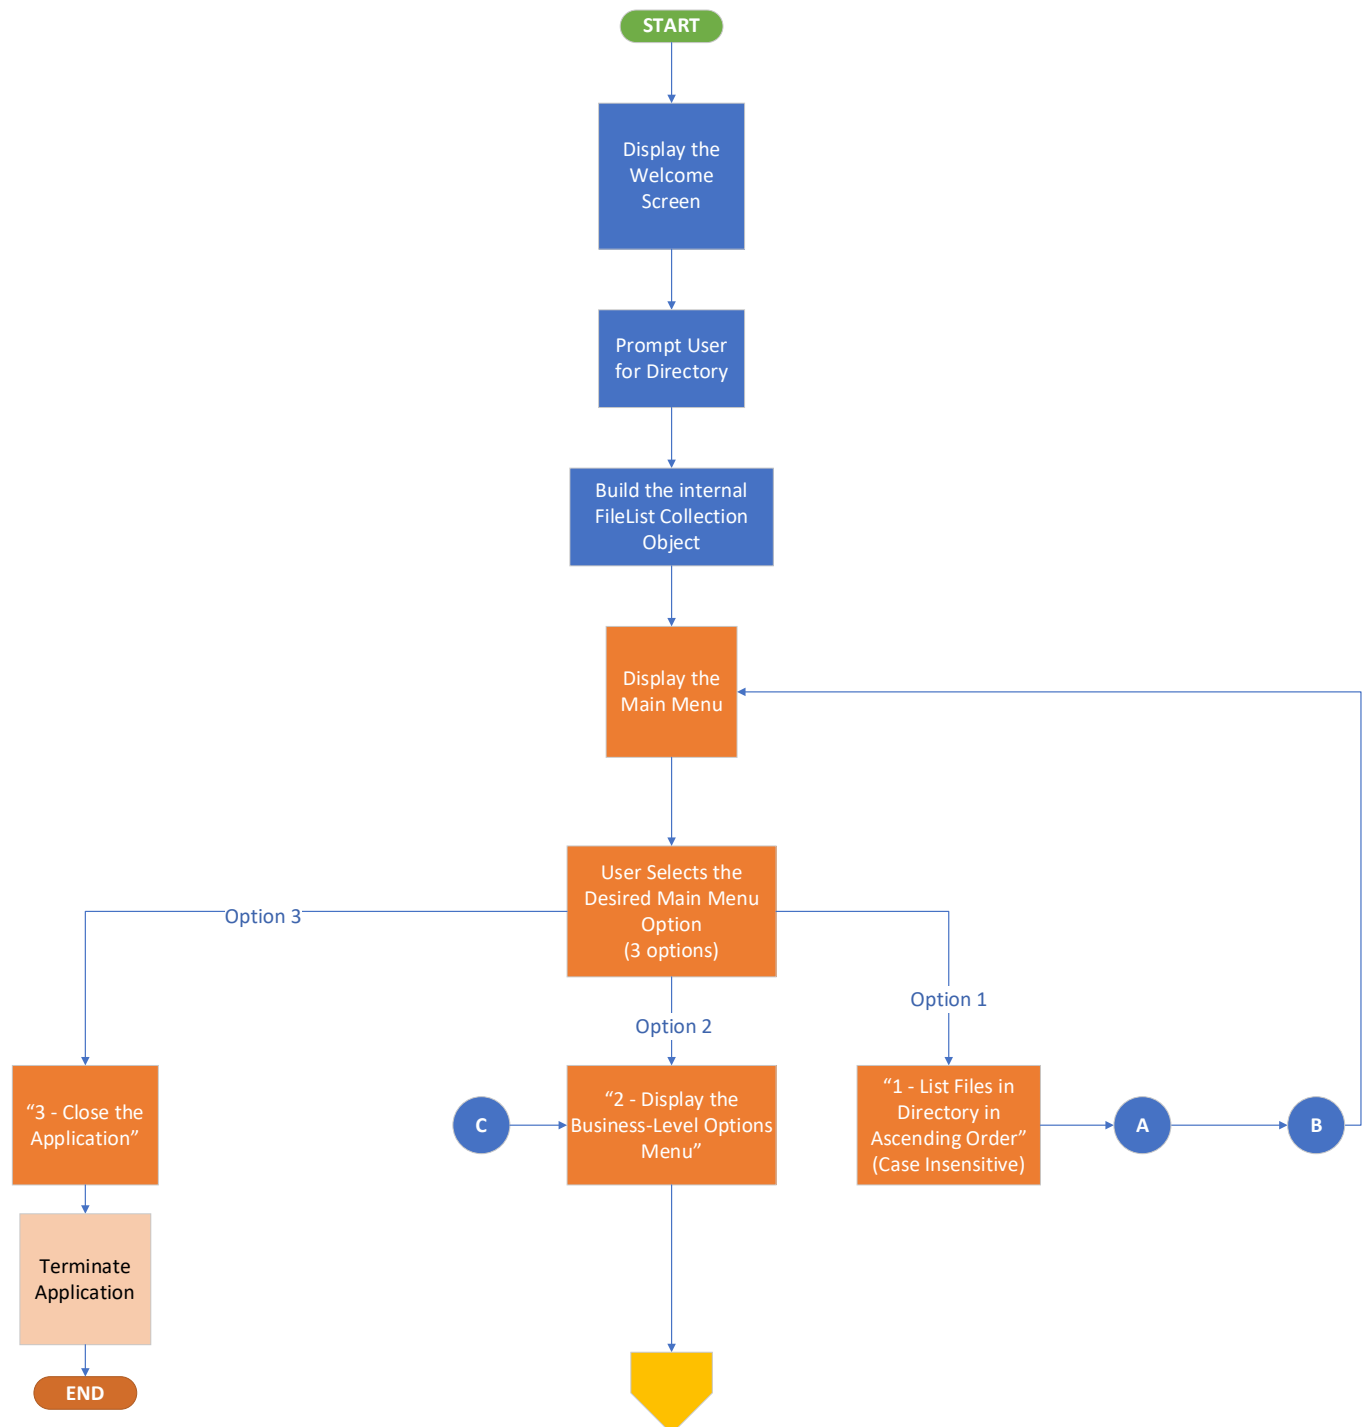 START
Display the
Welcome
Screen
Prompt User
for Directory
Build the internal
FileList Collection
Object
Display the
Main Menu
User Selects the
Desired Main Menu
Option
(3 options)
Option 3
Option 2
Option 1
“3 - Close the
Application”
C
“2 - Display the
Business-Level Options
Menu”
“1 - List Files in
Directory in
Ascending Order”
(Case Insensitive)
A
B
Terminate
Application
END